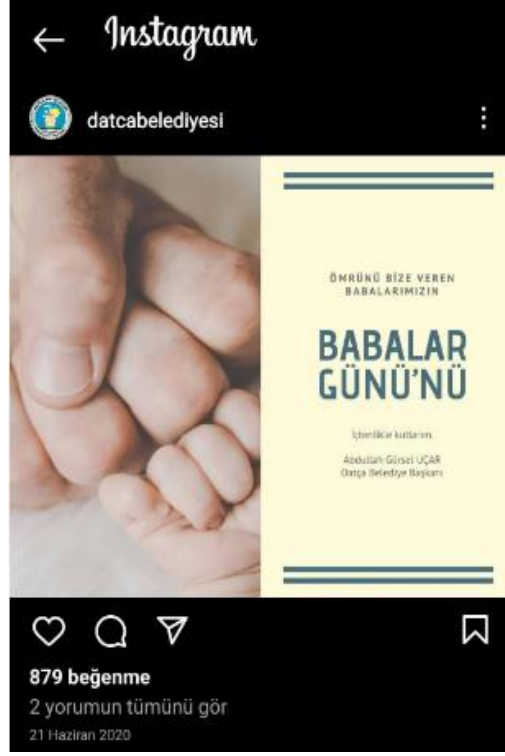 Instagram
datcabelediyesi
ÖMRÜNÜ BİZE VEREN
BABALARIMIZIN
BABALAR
GÜNÜ'NÜ
İçtenlikle kutlarım.
Abdullah Gürsel UÇAR
Datça Belediye Başkanı
879 beğenme
2 yorumun tümünü gör
21 Haziran 2020